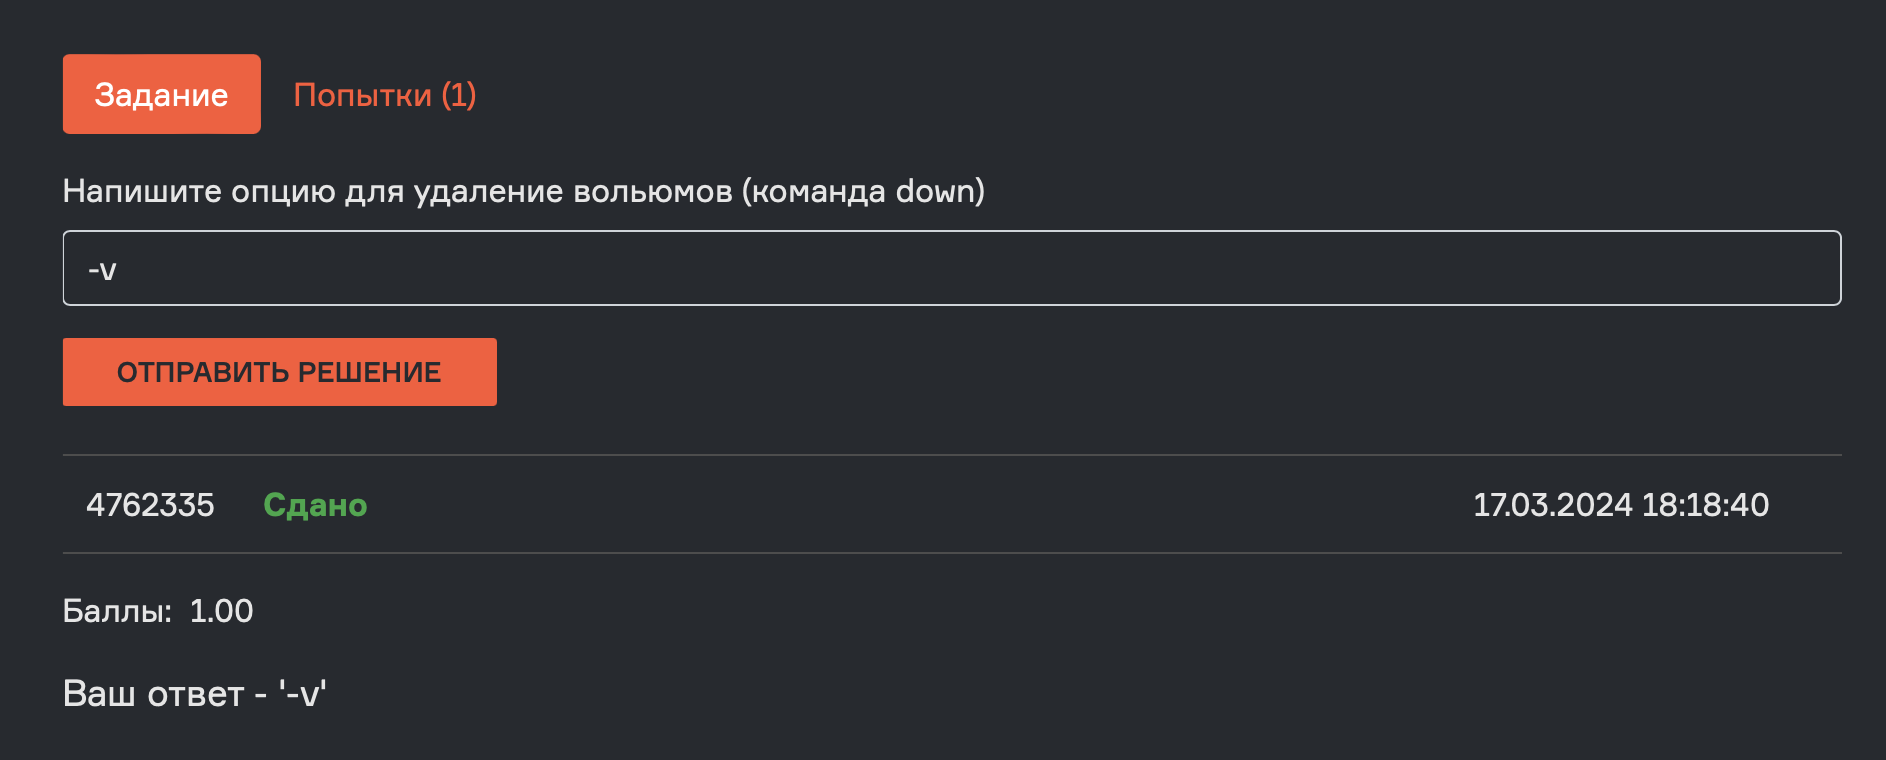 Задание Попытки (1)
Напишите опцию для удаление вольюмов (команда down)
-v
ОТПРАВИТЬ РЕШЕНИЕ
4762335 Сдано 17.03.2024 18:18:40
Баллы: 1.00
Ваш ответ - '-v'